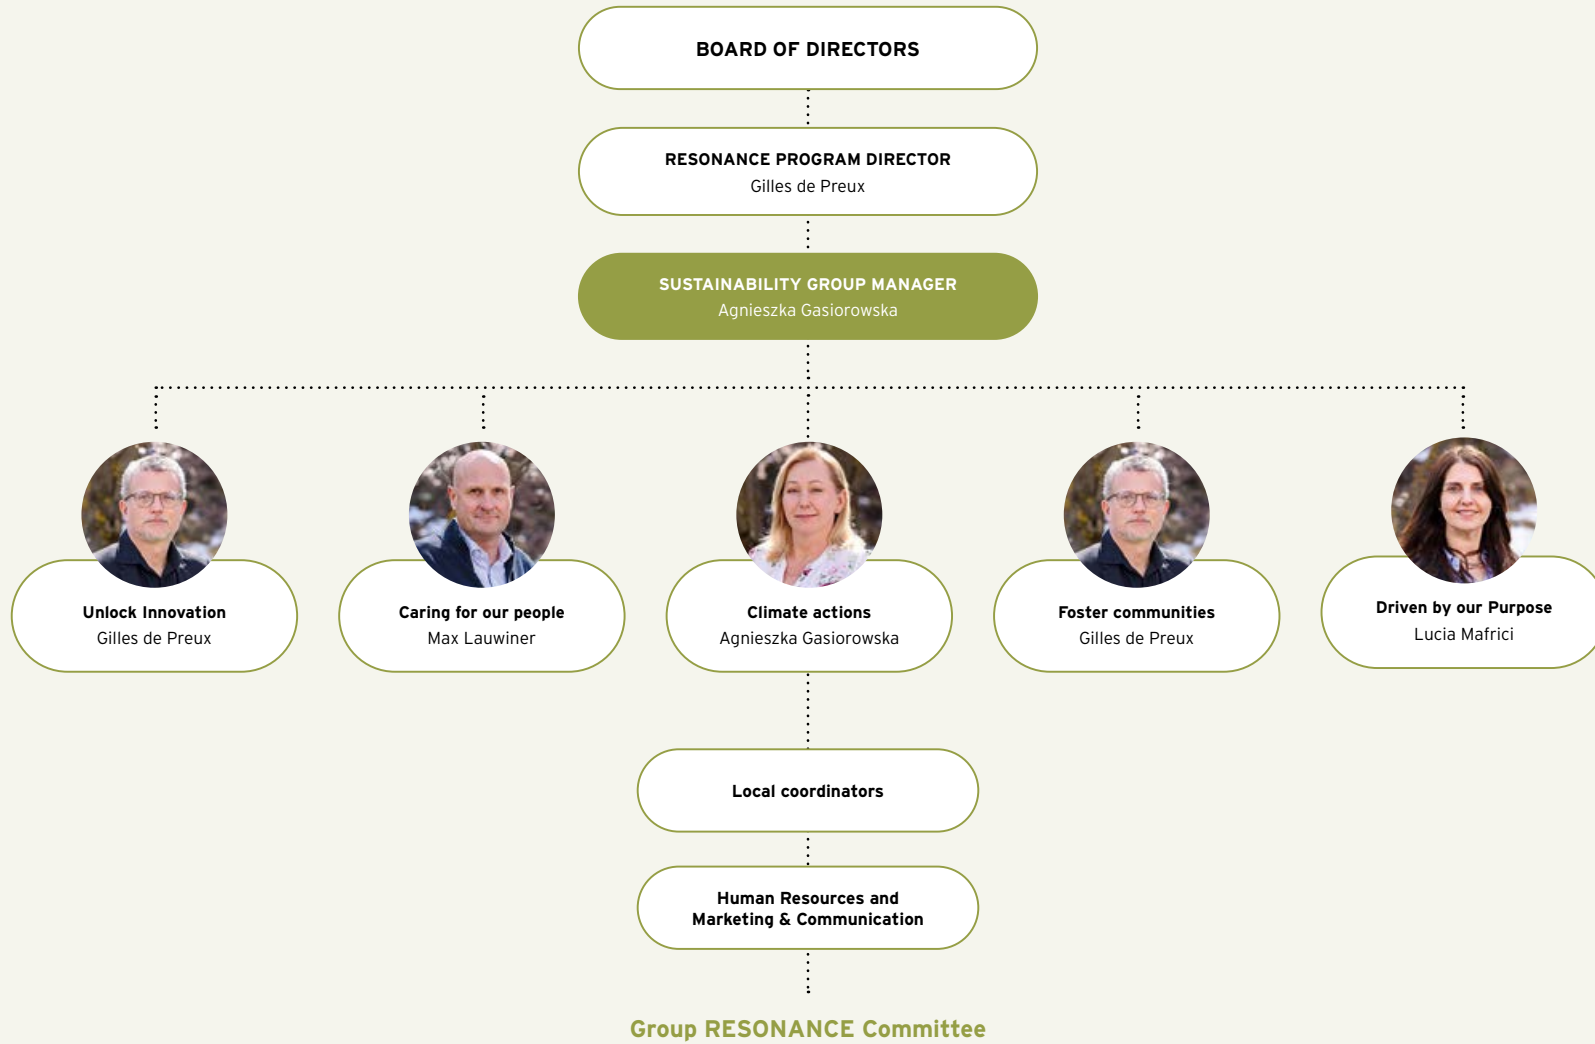 BOARD OF DIRECTORS
RESONANCE PROGRAM DIRECTOR
Gilles de Preux
SUSTAINABILITY GROUP MANAGER
Agnieszka Gasiorowska
Unlock Innovation
Gilles de Preux
Caring for our people
Max Lauwiner
Climate actions
Agnieszka Gasiorowska
Foster communities
Gilles de Preux
Driven by our Purpose
Lucia Mafrici
Local coordinators
Human Resources and
Marketing & Communication
Group RESONANCE Committee